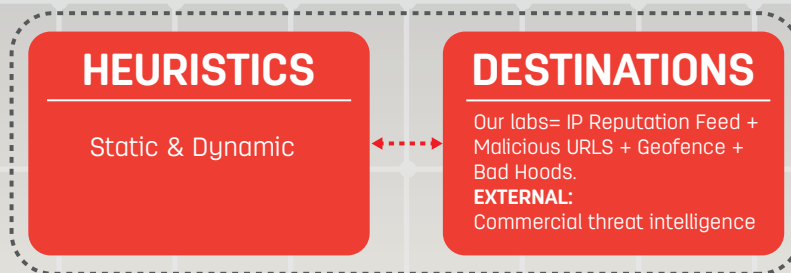 HEURISTICS
Static & Dynamic
DESTINATIONS
Our labs= IP Reputation Feed +
Malicious URLS + Geofence +
Bad Hoods.
EXTERNAL:
Commercial threat intelligence